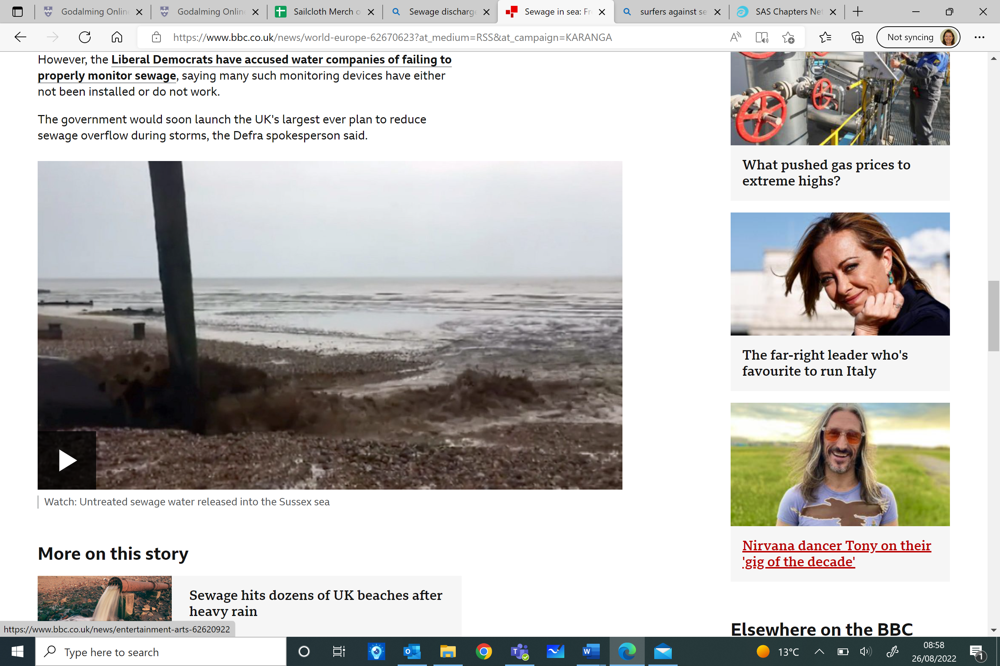 Godalming Online
Godalming Online
Sailcloth Merch o
Sewage discharge
Sewage in sea: Fr
surfers against se
SAS Chapters Net
https://www.bbc.co.uk/news/world-europe-62670623?at_medium=RSS&at_campaign=KARANGA
Not syncing
However, the Liberal Democrats have accused water companies of failing to
properly monitor sewage, saying many such monitoring devices have either
not been installed or do not work.
The government would soon launch the UK's largest ever plan to reduce
sewage overflow during storms, the Defra spokesperson said.
Watch: Untreated sewage water released into the Sussex sea
More on this story
Sewage hits dozens of UK beaches after
heavy rain
What pushed gas prices to
extreme highs?
The far-right leader who's
favourite to run Italy
Nirvana dancer Tony on their
'gig of the decade'
Elsewhere on the BBC
https://www.bbc.co.uk/news/entertainment-arts-62620922
Type here to search
13°C
08:58
26/08/2022
1